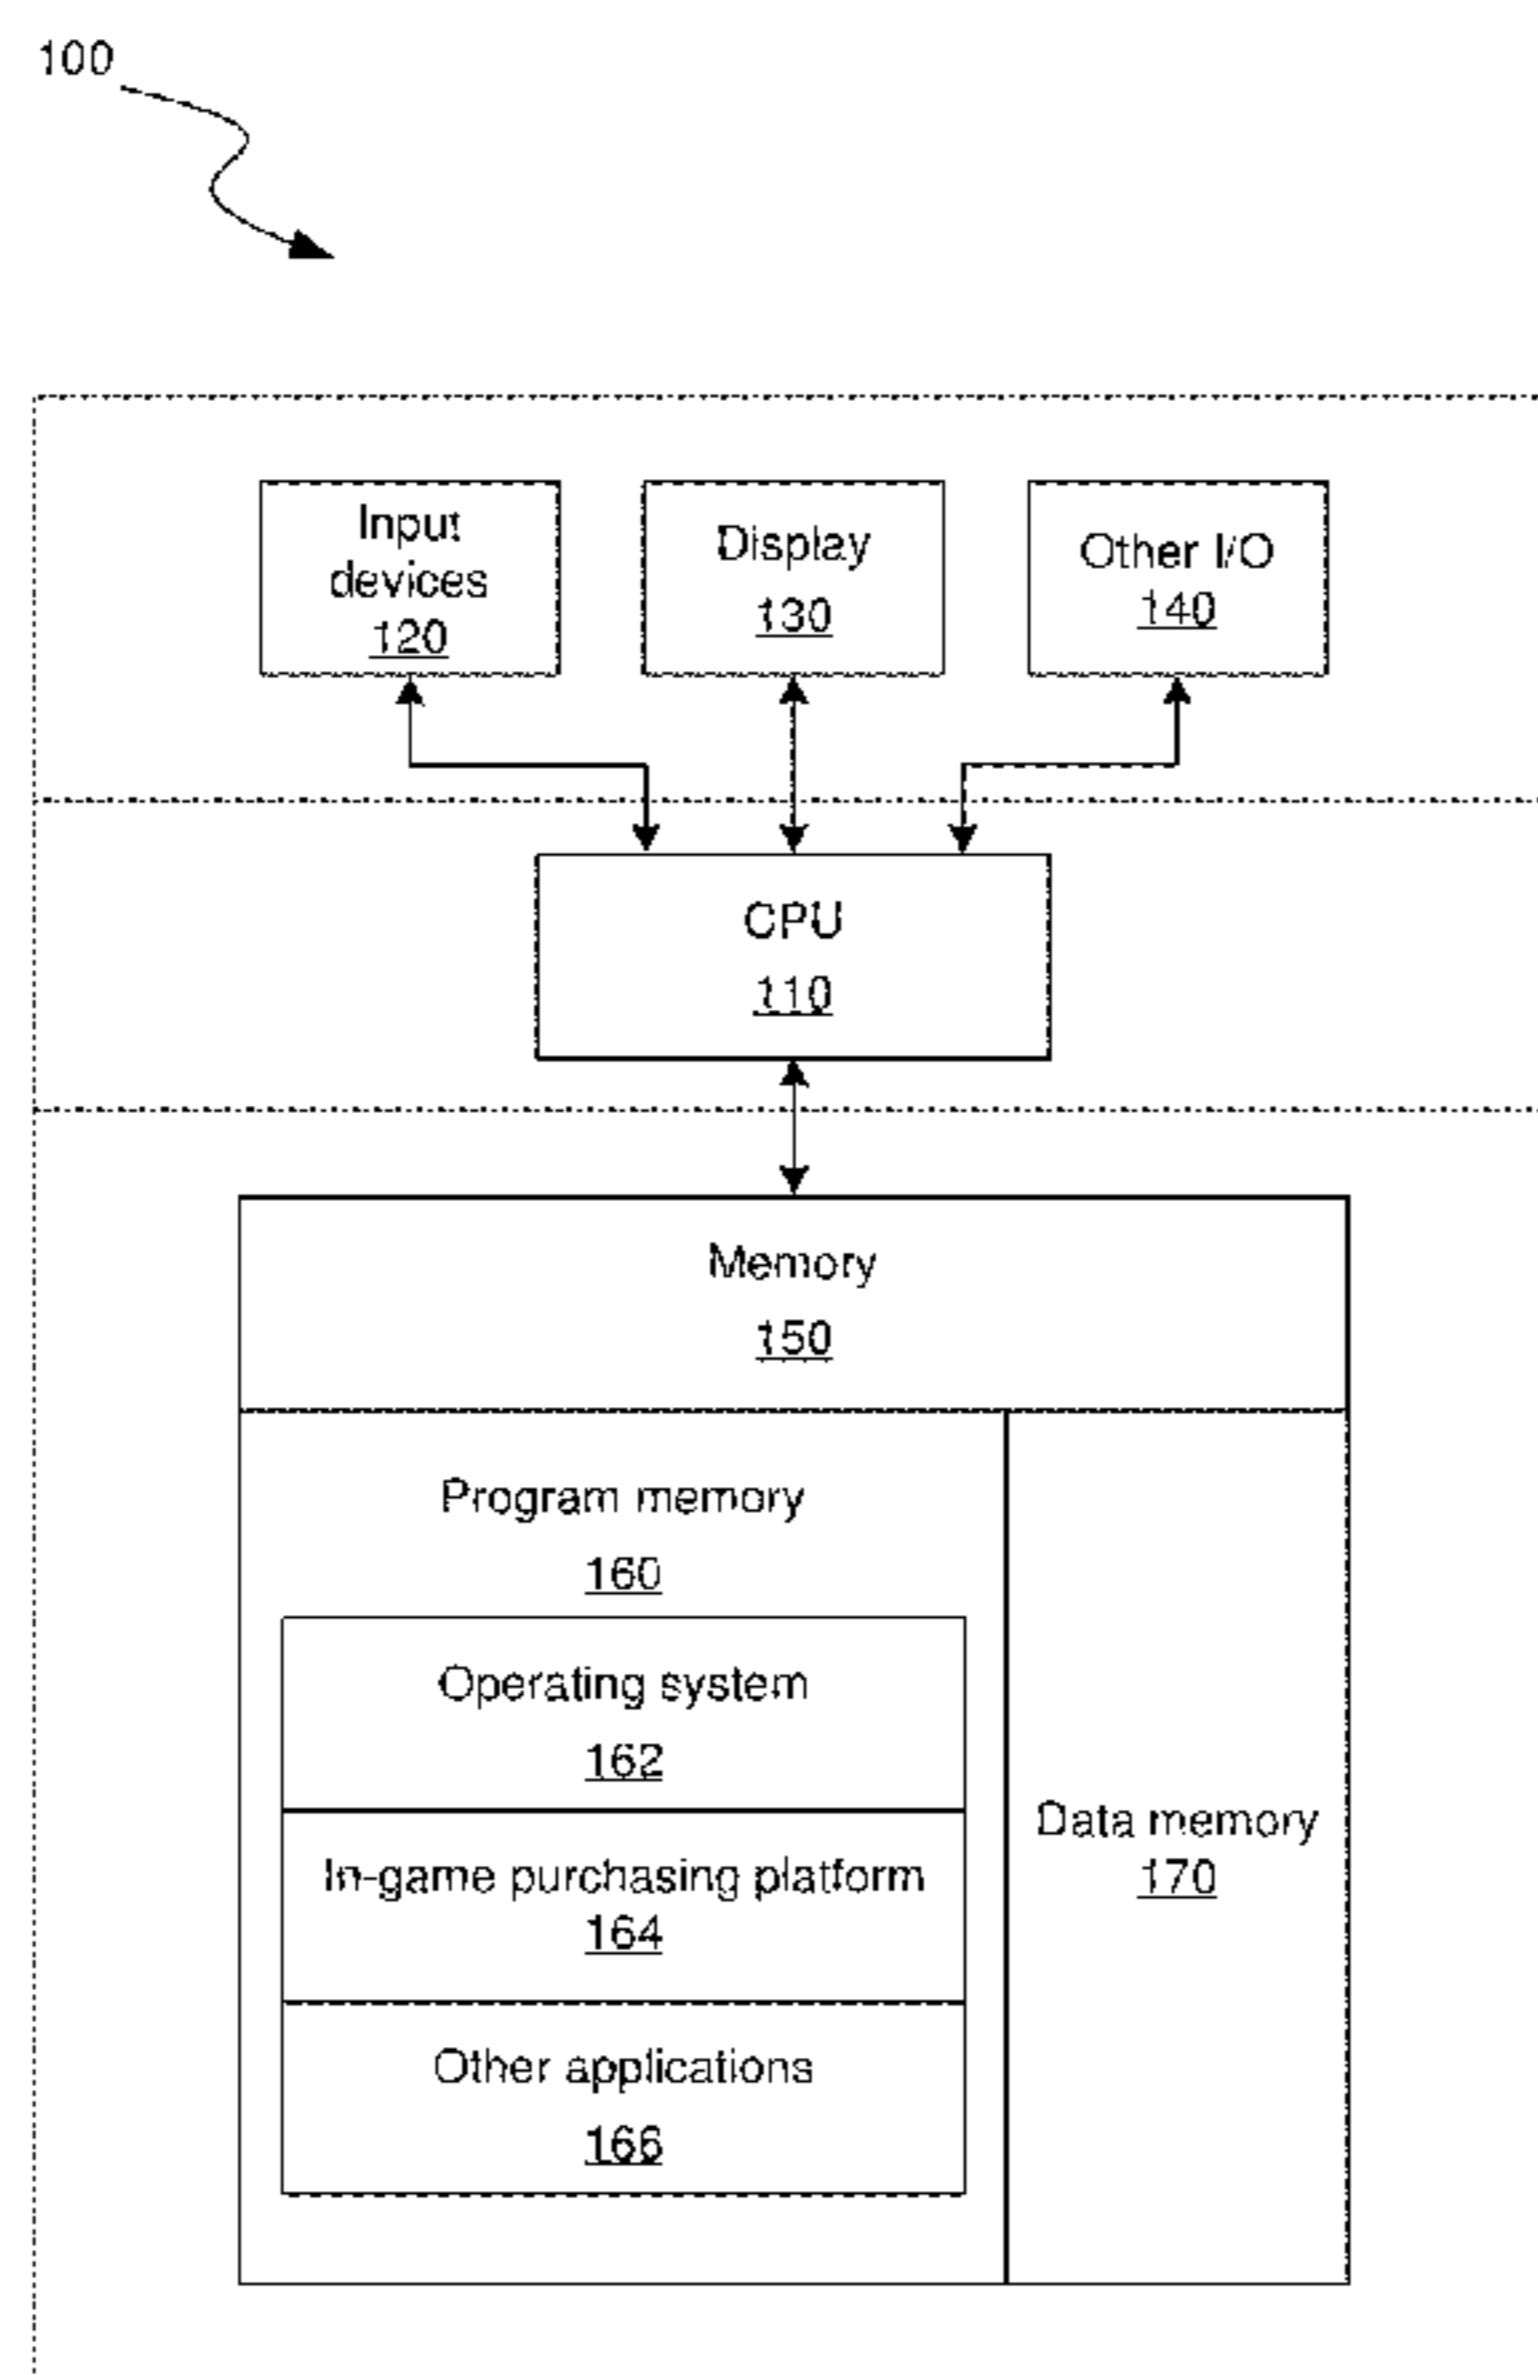 100
Input
devices
120
Display
130
Other I/O
140
CPU
110
Memory
150
Program memory
160
Operating system
162
In-game purchasing platform
164
Other applications
166
Data memory
170